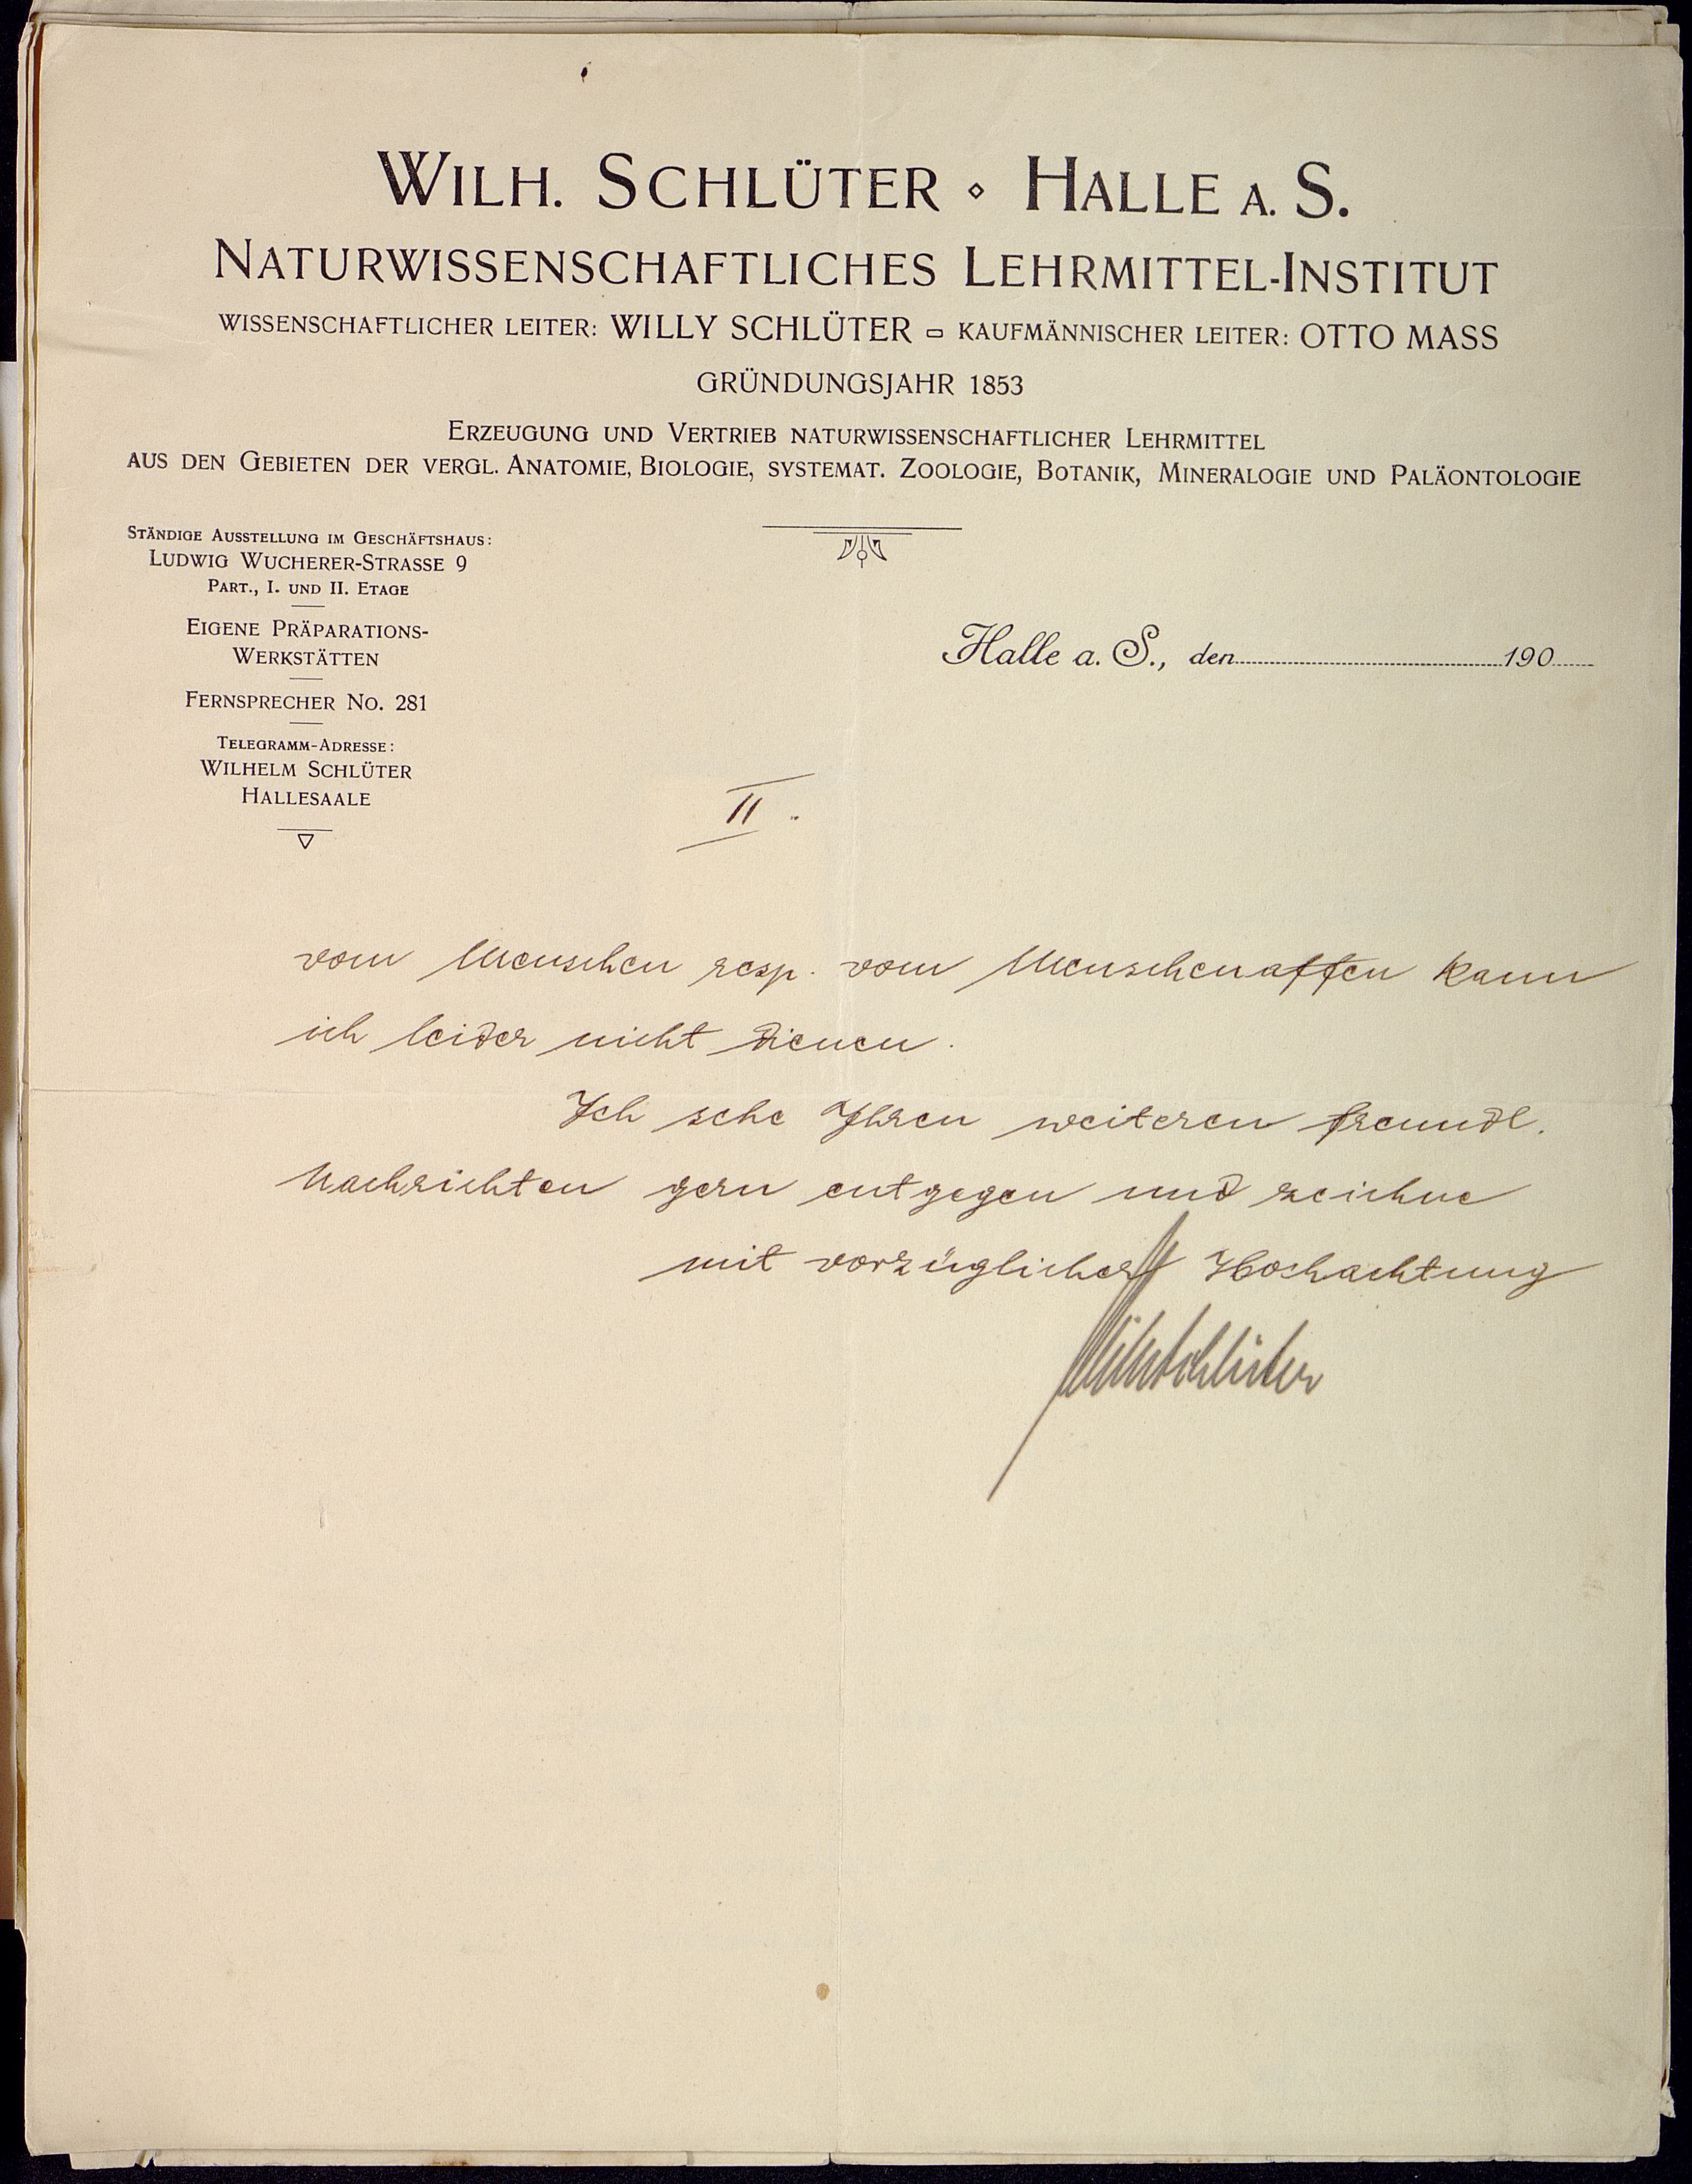 WILH. SCHLÜTER ⋄ HALLE A. S.
NATURWISSENSCHAFTLICHES LEHRMITTEL-INSTITUT
WISSENSCHAFTLICHER LEITER: WILLY SCHLÜTER ▭ KAUFMÄNNISCHER LEITER: OTTO MASS
GRÜNDUNGSJAHR 1853
ERZEUGUNG UND VERTRIEB NATURWISSENSCHAFTLICHER LEHRMITTEL
AUS DEN GEBIETEN DER VERGL. ANATOMIE, BIOLOGIE, SYSTEMAT. ZOOLOGIE, BOTANIK, MINERALOGIE UND PALÄONTOLOGIE
STÄNDIGE AUSSTELLUNG IM GESCHÄFTSHAUS:
LUDWIG WUCHERER-STRASSE 9
PART., I. UND II. ETAGE
EIGENE PRÄPARATIONS-
WERKSTÄTTEN
FERNSPRECHER NO. 281
TELEGRAMM-ADRESSE:
WILHELM SCHLÜTER
HALLESAALE
Halle a. S., den 190
II.
vom Menschen resp. vom Menschenaffen kann
ich leider nicht dienen.
Ich sehe Ihren weiteren freundl.
Nachrichten gern entgegen und zeichne
mit vorzüglicher Hochachtung
Wilh Schlüter